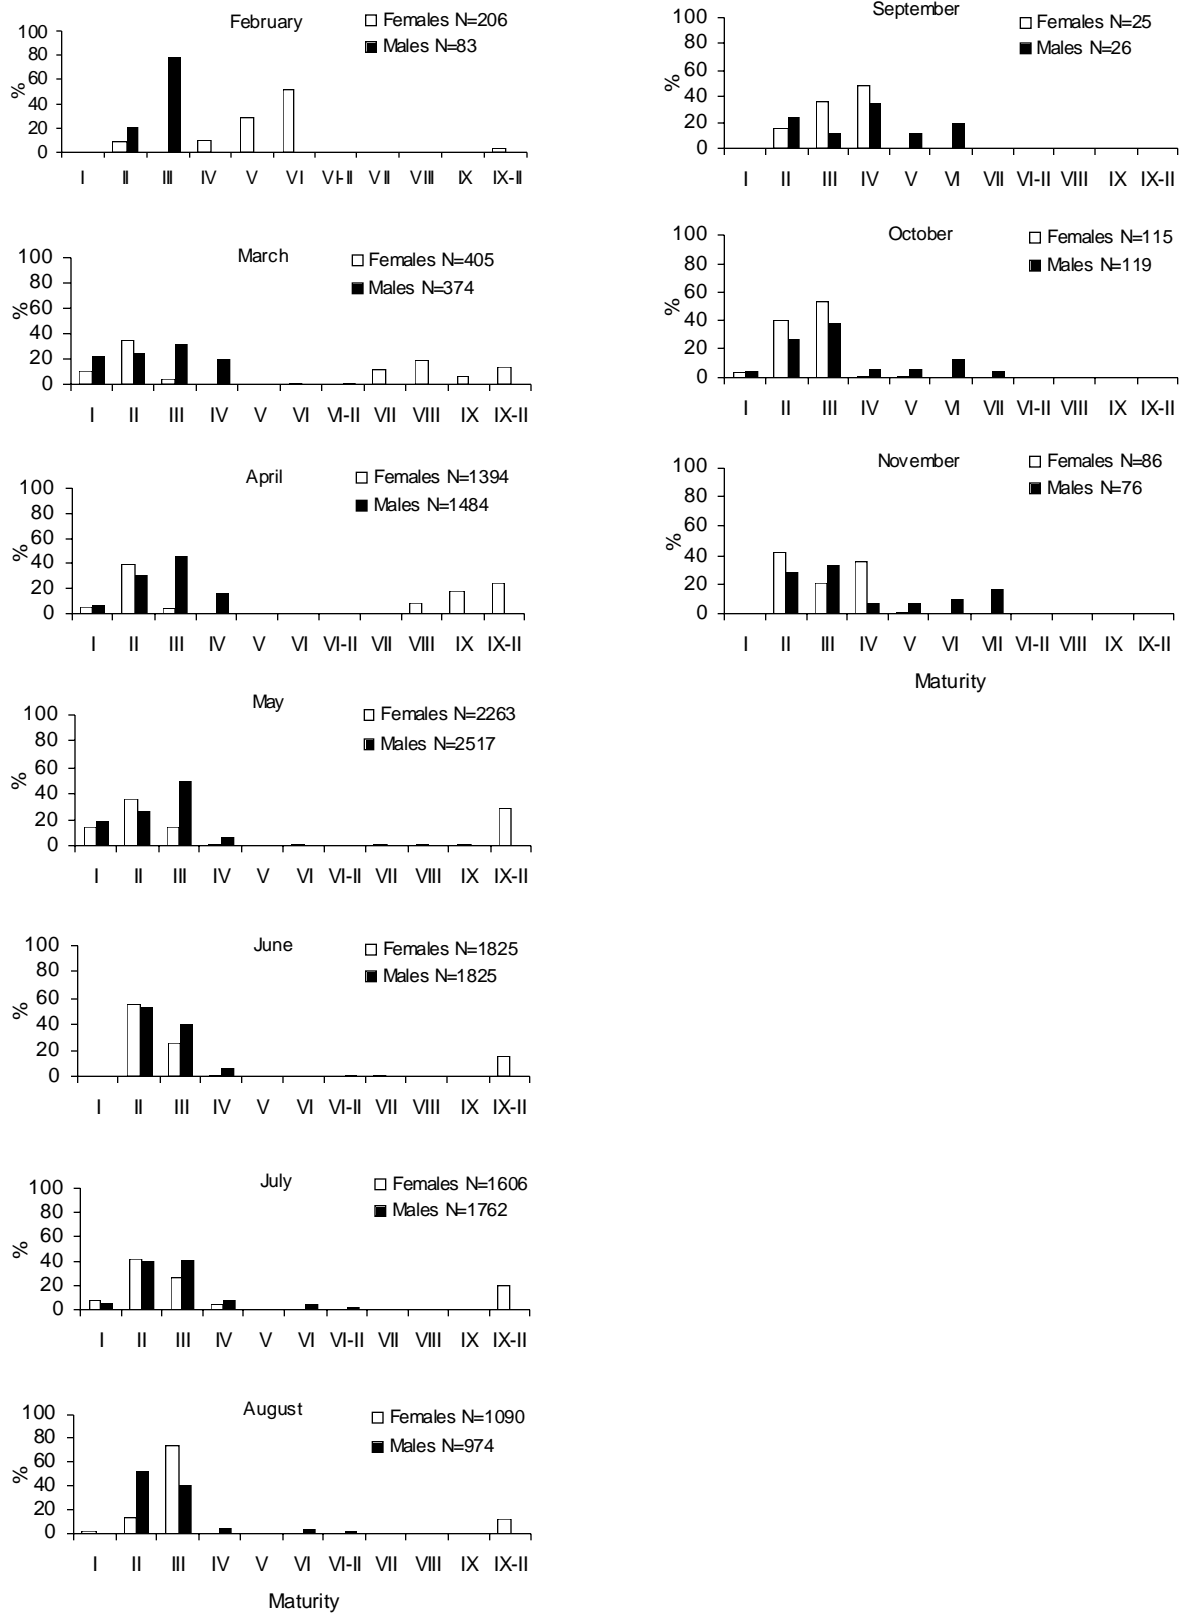 February
Females N=206
Males N=83
%
100
80
60
40
20
0
I II III IV V VI VI-II VII VIII IX IX-II
March
Females N=405
Males N=374
%
100
80
60
40
20
0
I II III IV V VI VI-II VII VIII IX IX-II
April
Females N=1394
Males N=1484
%
100
80
60
40
20
0
I II III IV V VI VI-II VII VIII IX IX-II
May
Females N=2263
Males N=2517
%
100
80
60
40
20
0
I II III IV V VI VI-II VII VIII IX IX-II
June
Females N=1825
Males N=1825
%
100
80
60
40
20
0
I II III IV V VI VI-II VII VIII IX IX-II
July
Females N=1606
Males N=1762
%
100
80
60
40
20
0
I II III IV V VI VI-II VII VIII IX IX-II
August
Females N=1090
Males N=974
%
100
80
60
40
20
0
I II III IV V VI VI-II VII VIII IX IX-II
Maturity
September
Females N=25
Males N=26
%
100
80
60
40
20
0
I II III IV V VI VII VI-II VIII IX IX-II
October
Females N=115
Males N=119
%
100
80
60
40
20
0
I II III IV V VI VII VI-II VIII IX IX-II
November
Females N=86
Males N=76
%
100
80
60
40
20
0
I II III IV V VI VII VI-II VIII IX IX-II
Maturity